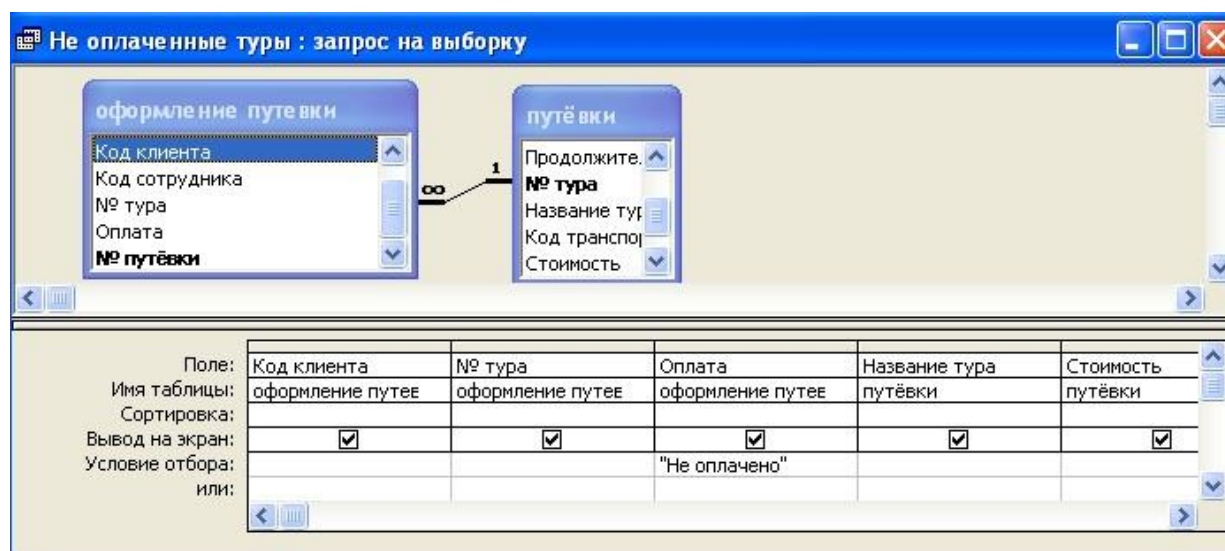 Не оплаченные туры : запрос на выборку
оформление путевки
Код клиента
Код сотрудника
№ тура
Оплата
№ путёвки
∞ 1
путёвки
Продолжите.
№ тура
Название тур
Код транспор
Стоимость
Поле: Код клиента № тура Оплата Название тура Стоимость
Имя таблицы: оформление путев оформление путев оформление путев путёвки путёвки
Сортировка:
Вывод на экран:
Условие отбора: "Не оплачено"
или: